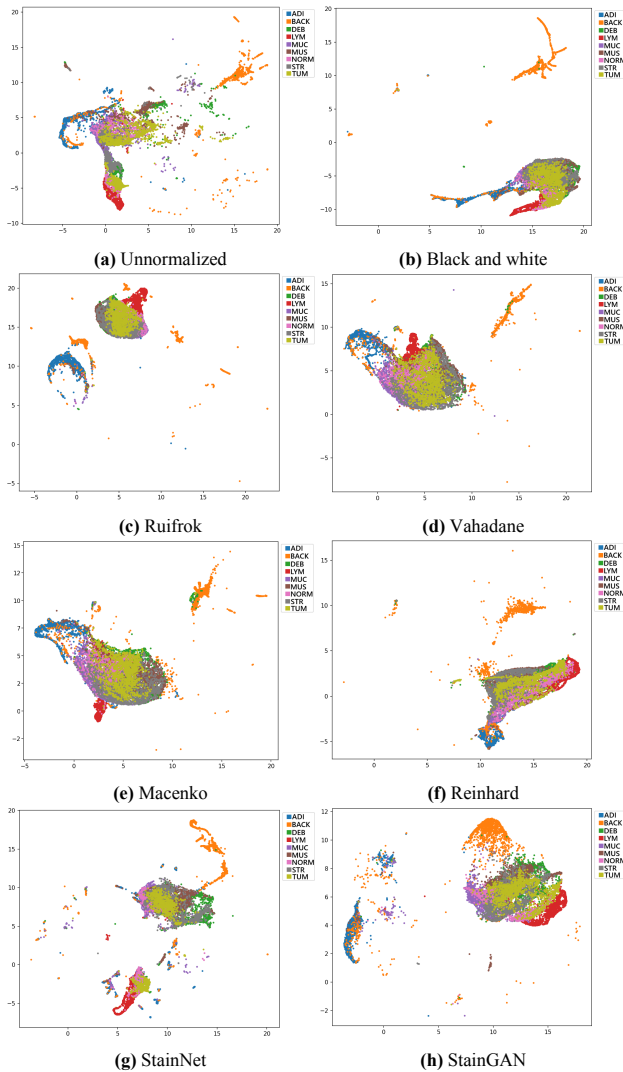 ADI
BACK
DEB
LYM
MUC
MUS
NORM
STR
TUM
20
15
10
5
0
−5
−10
−5 0 5 10 15 20
(a) Unnormalized
ADI
BACK
DEB
LYM
MUC
MUS
NORM
STR
TUM
20
15
10
5
0
−5
−10
0 5 10 15 20
(b) Black and white
ADI
BACK
DEB
LYM
MUC
MUS
NORM
STR
TUM
20
15
10
5
0
−5
−5 0 5 10 15 20
(c) Ruifrok
ADI
BACK
DEB
LYM
MUC
MUS
NORM
STR
TUM
15
10
5
0
−5
0 5 10 15 20
(d) Vahadane
ADI
BACK
DEB
LYM
MUC
MUS
NORM
STR
TUM
15
12
10
7
5
2
0
−2
−5 0 5 10 15 20
(e) Macenko
ADI
BACK
DEB
LYM
MUC
MUS
NORM
STR
TUM
15
10
5
0
−5
0 5 10 15 20
(f) Reinhard
ADI
BACK
DEB
LYM
MUC
MUS
NORM
STR
TUM
20
15
10
5
0
−5
0 5 10 15 20
(g) StainNet
ADI
BACK
DEB
LYM
MUC
MUS
NORM
STR
TUM
12
10
8
6
4
2
0
−2
0 5 10 15
(h) StainGAN